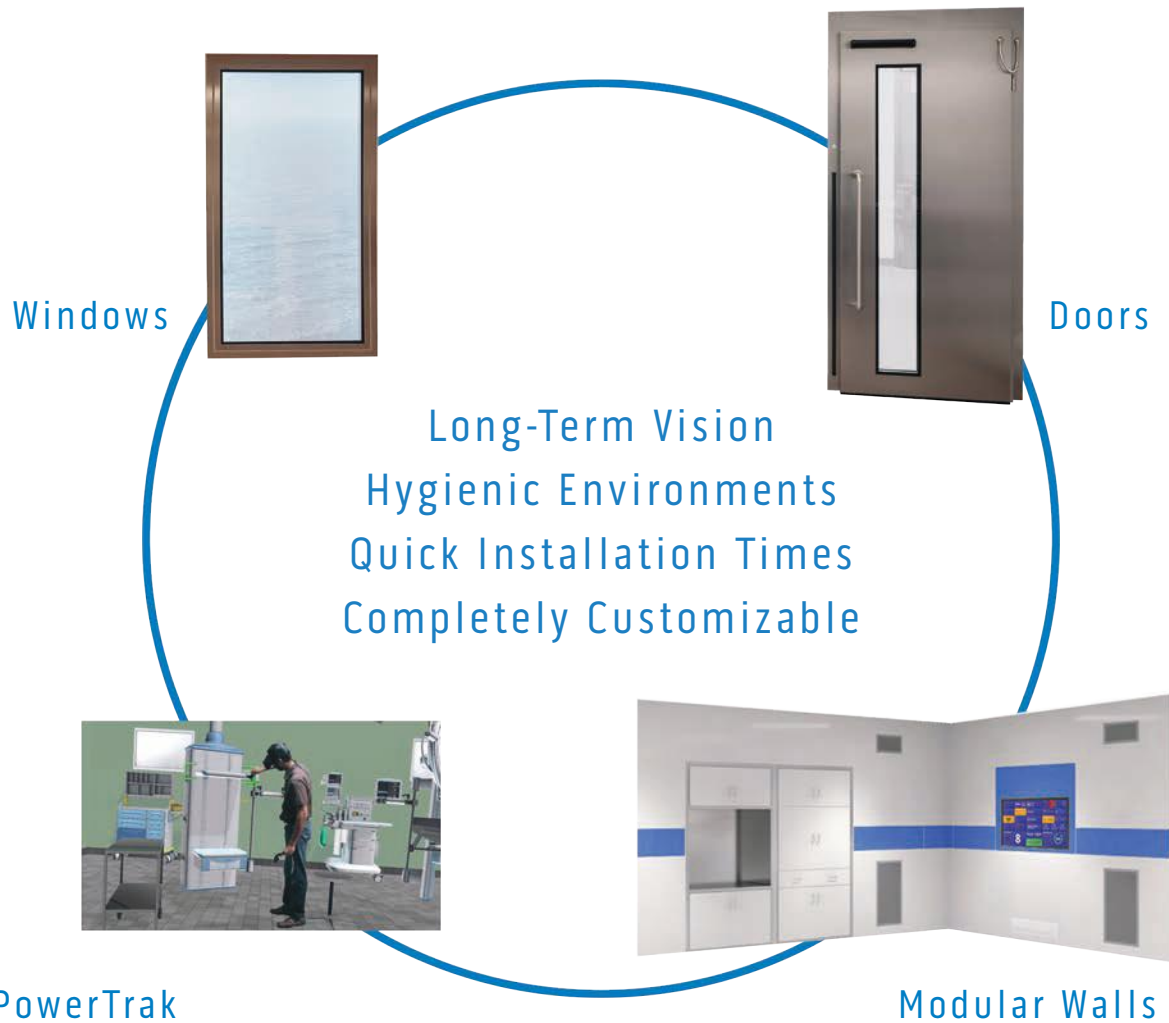 Windows
Doors
Long-Term Vision
Hygienic Environments
Quick Installation Times
Completely Customizable
PowerTrak
Modular Walls